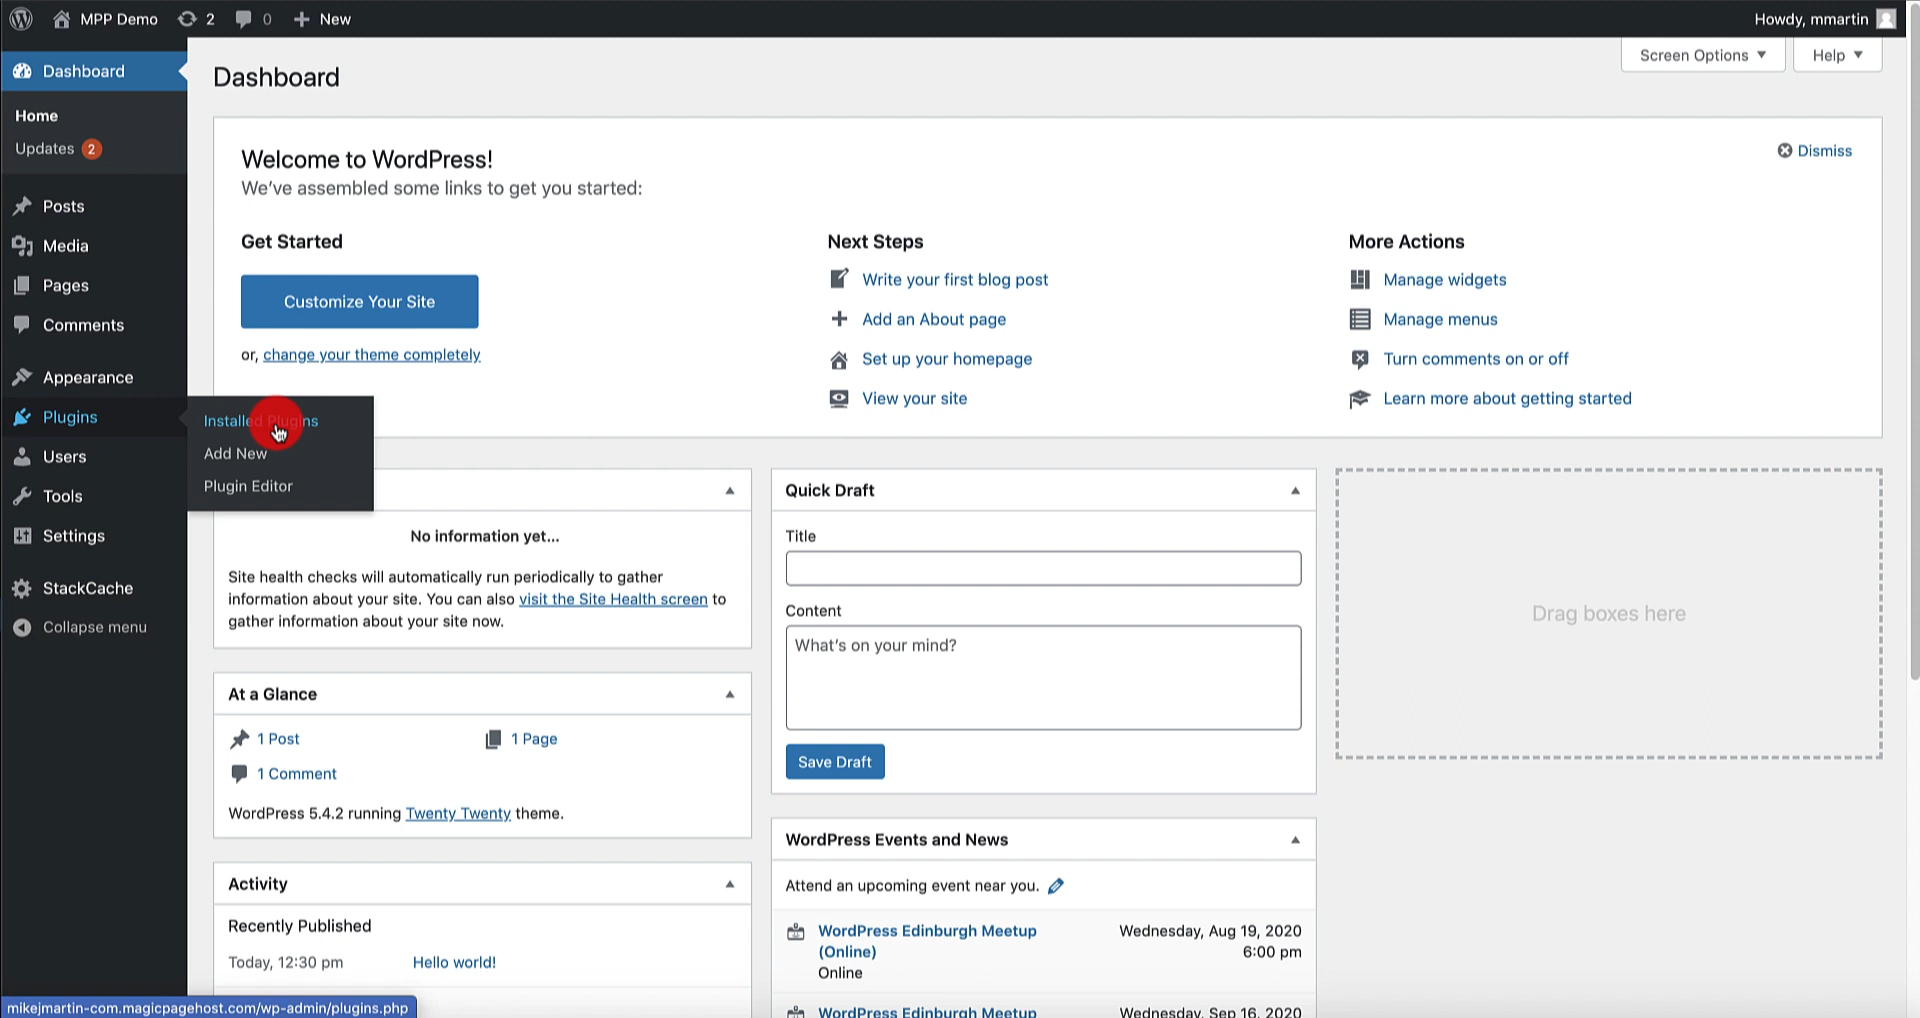 MPP Demo 2 0 New Howdy, mmartin
Dashboard
Home
Updates 2
Posts
Media
Pages
Comments
Appearance
Plugins
Users
Tools
Settings
StackCache
Collapse menu
Installed Plugins
Add New
Plugin Editor
Screen Options Help
Dashboard
Welcome to WordPress!
Dismiss
We've assembled some links to get you started:
Get Started
Customize Your Site
or, change your theme completely
Next Steps
Write your first blog post
Add an About page
Set up your homepage
View your site
More Actions
Manage widgets
Manage menus
Turn comments on or off
Learn more about getting started
No information yet...
Site health checks will automatically run periodically to gather
information about your site. You can also visit the Site Health screen to
gather information about your site now.
At a Glance
1 Post 1 Page
1 Comment
WordPress 5.4.2 running Twenty Twenty theme.
Activity
Recently Published
Today, 12:30 pm Hello world!
Quick Draft
Title
Content
What's on your mind?
Save Draft
WordPress Events and News
Attend an upcoming event near you.
WordPress Edinburgh Meetup Wednesday, Aug 19, 2020
(Online) 6:00 pm
Online
WordPress Edinburgh Meetup Wednesday, Sep 16, 2020
Drag boxes here
mikejmartin-com.magicpagehost.com/wp-admin/plugins.php